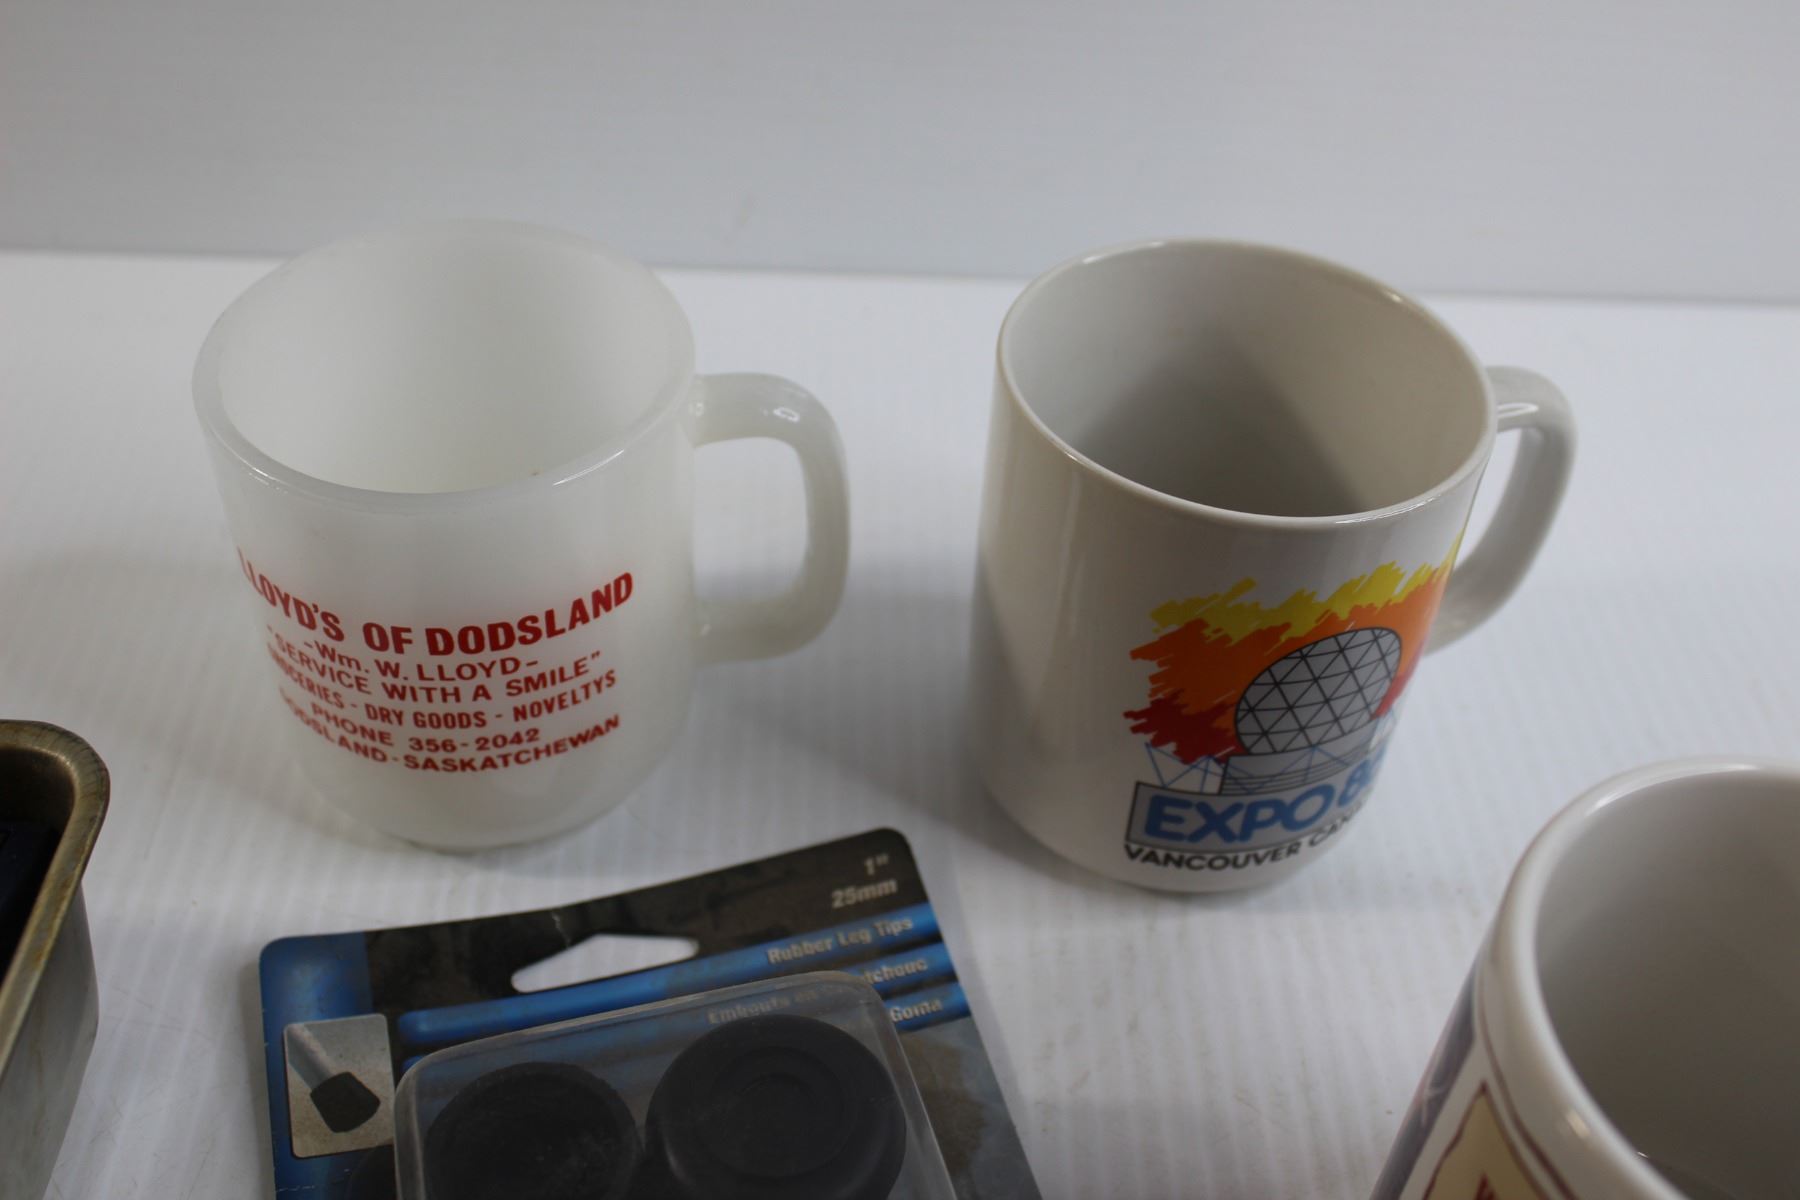 LLOYD'S OF DODSLAND
-Wm. W. LLOYD-
"SERVICE WITH A SMILE"
GROCERIES - DRY GOODS - NOVELTYS
PHONE 356-2042
DODSLAND-SASKATCHEWAN
EXPO
VANCOUVER
1"
25mm
Rubber Leg Tips
Embouts en
Goma